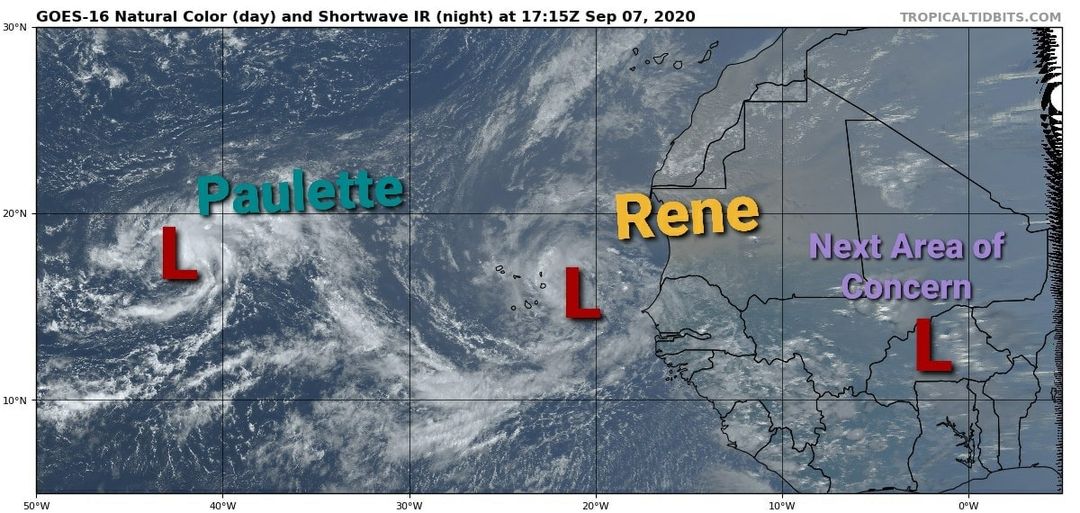 GOES-16 Natural Color (day) and Shortwave IR (night) at 17:15Z Sep 07, 2020
TROPICALTIDBITS.COM
30°N
Paulette
Rene
20°N
L
Next Area of
Concern
L
L
10°N
50°W
40°W
30°W
20°W
10°W
0°W